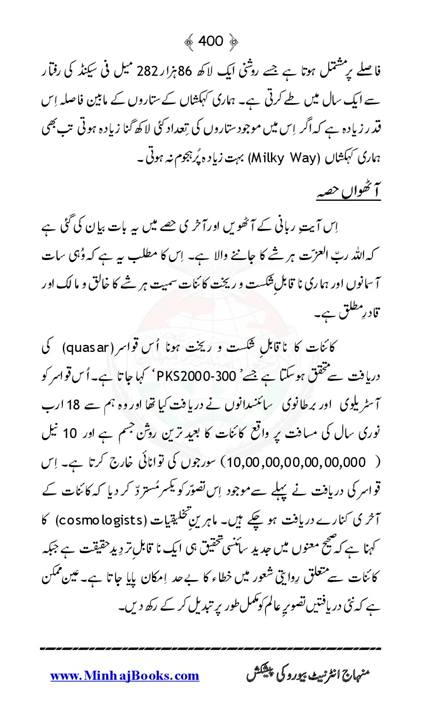 ﴾ 400 ﴿
فاصلے پر مشتمل ہوتا ہے جسے روشنی ایک لاکھ 86 ہزار 282 میل فی سیکنڈ کی رفتار
سے ایک سال میں طے کرتی ہے۔ ہماری کہکشاں کے ستاروں کے مابین فاصلہ اِس
قدر زیادہ ہے کہ اگر اِس میں موجود ستاروں کی تعداد کئی لاکھ گنا زیادہ ہوتی تب بھی
ہماری کہکشاں (Milky Way) بہت زیادہ پُرہجوم نہ ہوتی۔
آٹھواں حصہ
اِس آیتِ ربانی کے آٹھویں اور آخری حصے میں یہ بات بیان کی گئی ہے
کہ اللہ ربّ العزّت ہر شے کا جاننے والا ہے۔ اِس کا مطلب یہ ہے کہ وُہی سات
آسمانوں اور ہماری ناقابلِ شکست و ریخت کائنات سمیت ہر شے کا خالق و مالک اور
قادرِ مطلق ہے۔
کائنات کا ناقابلِ شکست و ریخت ہونا اُس قواسر (quasar) کی
دریافت سے متحقق ہو سکتا ہے جسے ’PKS2000-300‘ کہا جاتا ہے۔ اُس قواسر کو
آسٹریلوی اور برطانوی سائنسدانوں نے دریافت کیا تھا اور وہ ہم سے 18 ارب
نوری سال کی مسافت پر واقع کائنات کا بعید ترین روشن جسم ہے اور 10 نیل
(10,00,00,00,00,00,000) سورجوں کی توانائی خارج کرتا ہے۔ اِس
قواسر کی دریافت نے پہلے سے موجود اِس تصوّر کو یکسر مُستردّ کر دیا کہ کائنات کے
آخری کنارے دریافت ہو چکے ہیں۔ ماہرینِ تخلیقیات (cosmologists) کا
کہنا ہے کہ صحیح معنوں میں جدید سائنسی تحقیق ہی ایک ناقابلِ تردِید حقیقت ہے جبکہ
کائنات سے متعلق رِوایتی شعور میں خطاء کا بے حد اِمکان پایا جاتا ہے۔ عین ممکن
ہے کہ نئی دریافتیں تصویرِ عالم کو مکمل طور پر تبدیل کر کے رکھ دیں۔
منہاج انٹرنیٹ بیورو کی پیشکش
www.MinhajBooks.com